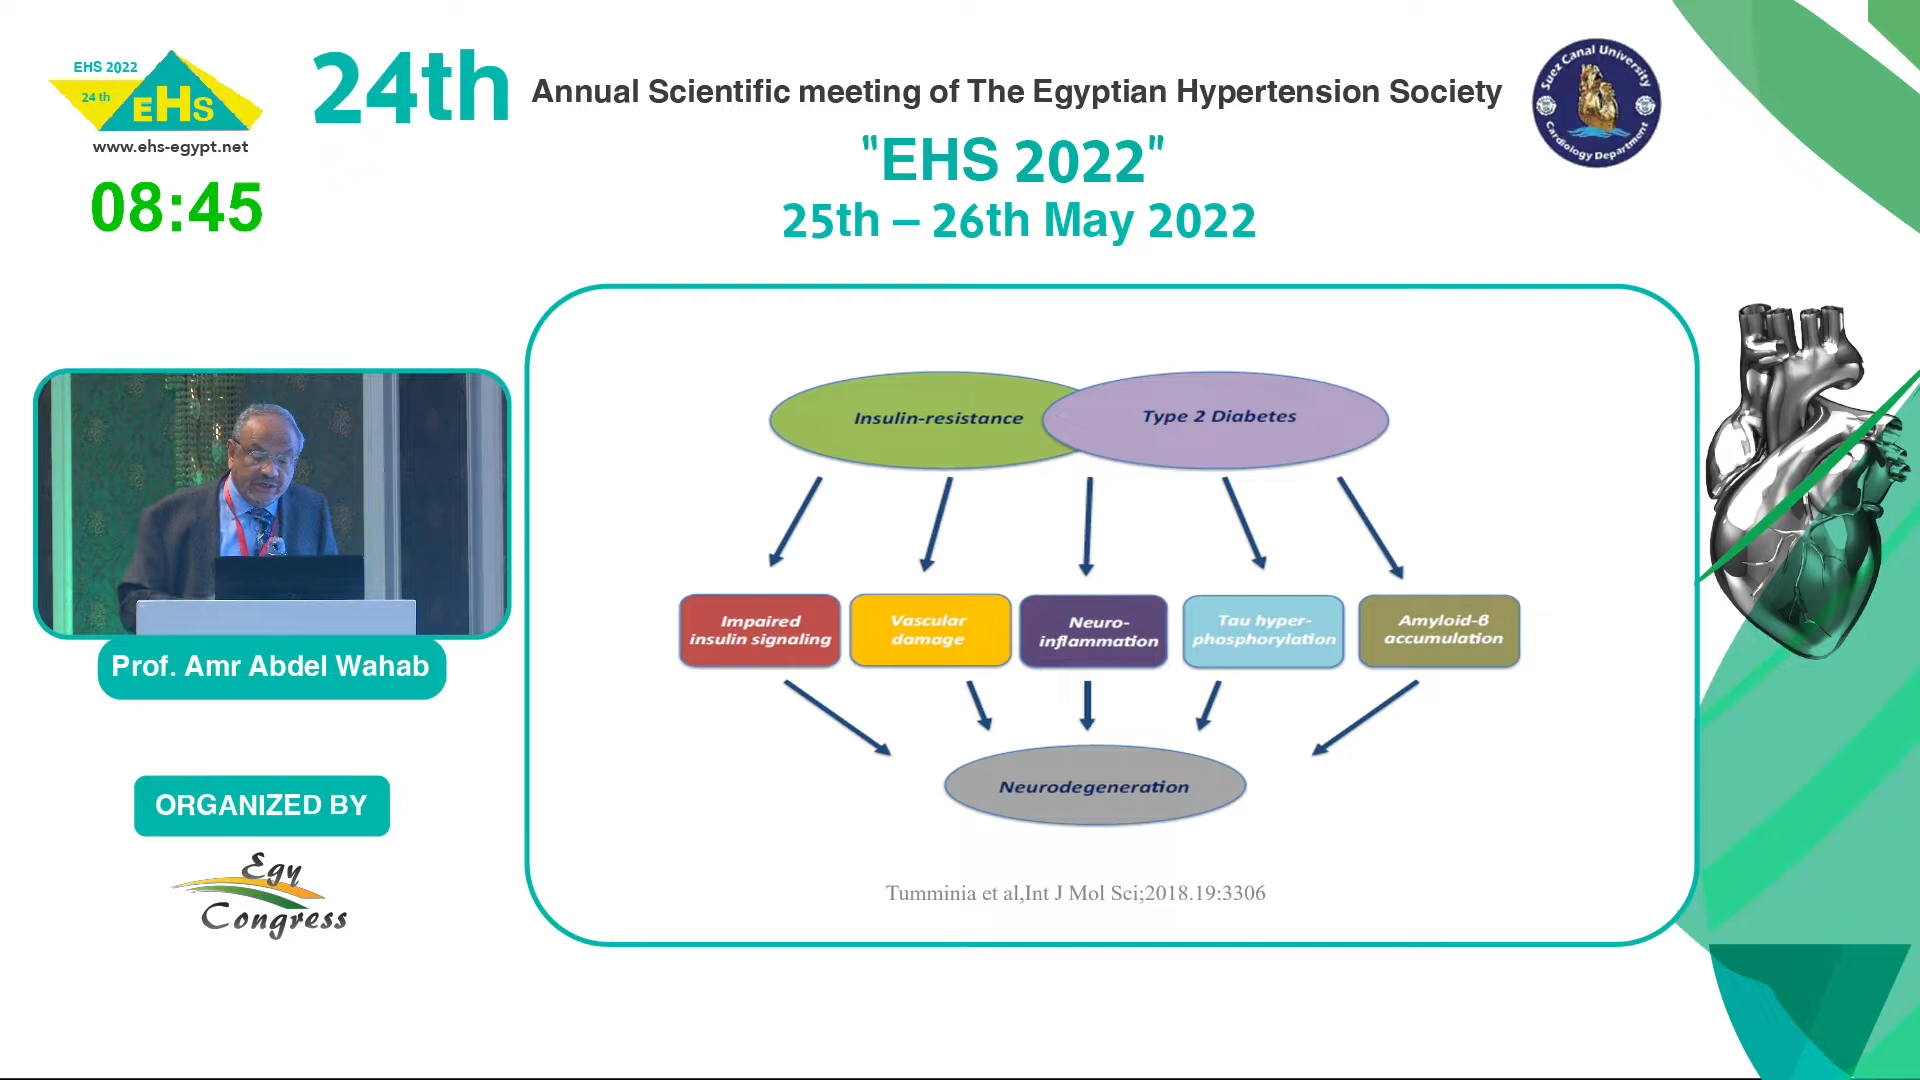 EHS 2022
24 th
EHS
www.ehs-egypt.net
08:45
24th Annual Scientific meeting of The Egyptian Hypertension Society
"EHS 2022"
25th – 26th May 2022
Suez Canal University
Cardiology Department
Insulin-resistance
Type 2 Diabetes
Impaired
insulin signaling
Vascular
damage
Neuro-
inflammation
Tau hyper-
phosphorylation
Amyloid-β
accumulation
Neurodegeneration
Tumminia et al,Int J Mol Sci;2018.19:3306
Prof. Amr Abdel Wahab
ORGANIZED BY
Egy
Congress